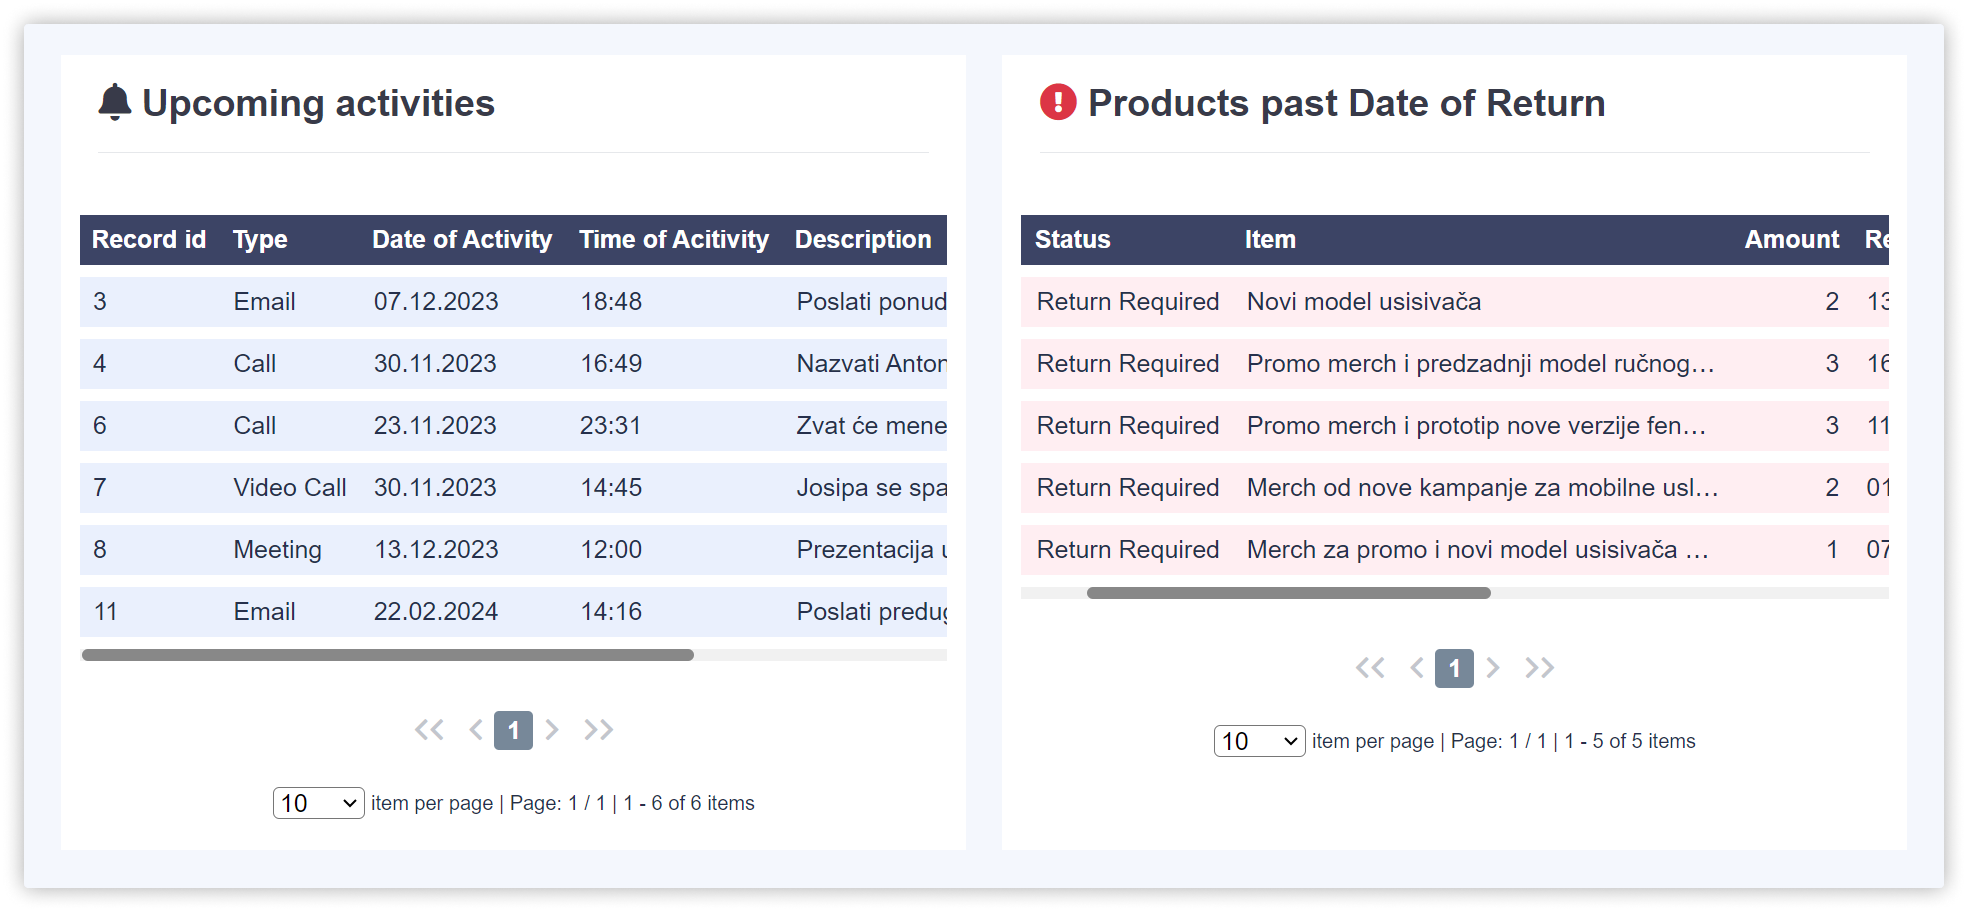 Upcoming activities
Record id Type Date of Activity Time of Acitivity Description
3 Email 07.12.2023 18:48 Poslati ponud
4 Call 30.11.2023 16:49 Nazvati Anton
6 Call 23.11.2023 23:31 Zvat će mene
7 Video Call 30.11.2023 14:45 Josipa se spa
8 Meeting 13.12.2023 12:00 Prezentacija u
11 Email 22.02.2024 14:16 Poslati predug
<< < 1 > >>
10 item per page | Page: 1 / 1 | 1 - 6 of 6 items
Products past Date of Return
Status Item Amount Re
Return Required Novi model usisivača 2 13
Return Required Promo merch i predzadnji model ručnog… 3 16
Return Required Promo merch i prototip nove verzije fen… 3 11
Return Required Merch od nove kampanje za mobilne usl… 2 01
Return Required Merch za promo i novi model usisivača … 1 07
<< < 1 > >>
10 item per page | Page: 1 / 1 | 1 - 5 of 5 items